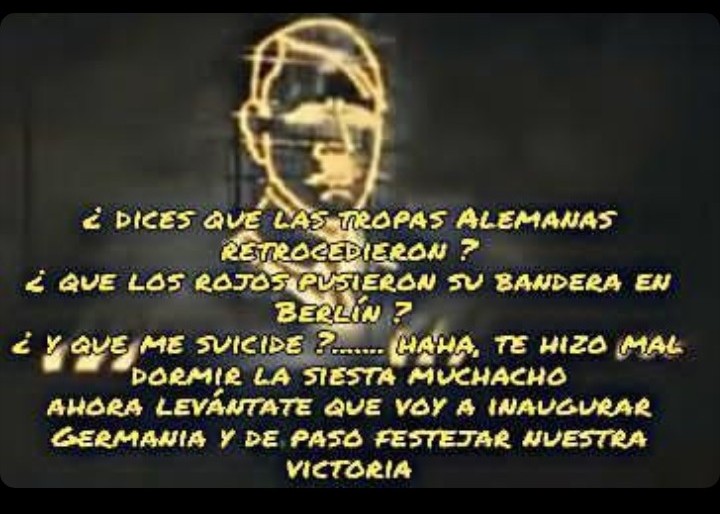 ¿ DICES QUE LAS TROPAS ALEMANAS
RETROCEDIERON ?
¿ QUE LOS ROJOS PUSIERON SU BANDERA EN
BERLÍN ?
¿ Y QUE ME SUICIDE ?....... HAHA, TE HIZO MAL
DORMIR LA SIESTA MUCHACHO
AHORA LEVÁNTATE QUE VOY A INAUGURAR
GERMANIA Y DE PASO FESTEJAR NUESTRA
VICTORIA